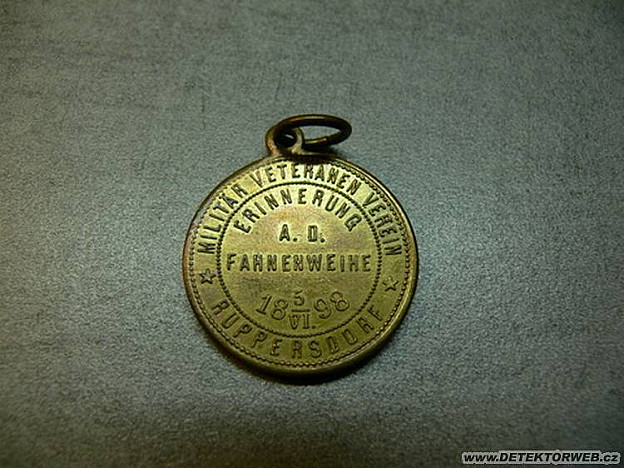 MILITÄR VETERANEN VEREIN
ERINNERUNG
A. D.
FAHNENWEIHE
18 5/VI. 98
RUPPERSDORF
www.DETEKTORWEB.cz